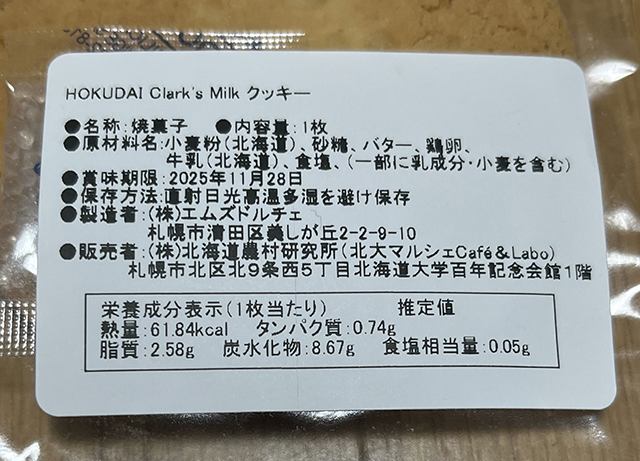 HOKUDAI Clark's Milk クッキー
●名称:焼菓子　●内容量:1枚
●原材料名:小麦粉(北海道)、砂糖、バター、鶏卵、
牛乳(北海道)、食塩、(一部に乳成分・小麦を含む)
●賞味期限:2025年11月28日
●保存方法:直射日光高温多湿を避け保存
●製造者:(株)エムズドルチェ
札幌市清田区美しが丘2-2-9-10
●販売者:(株)北海道農村研究所(北大マルシェCafé&Labo)
札幌市北区北9条西5丁目北海道大学百年記念会館1階
栄養成分表示(1枚当たり)　推定値
熱量:61.84kcal　タンパク質:0.74g
脂質:2.58g　炭水化物:8.67g　食塩相当量:0.05g